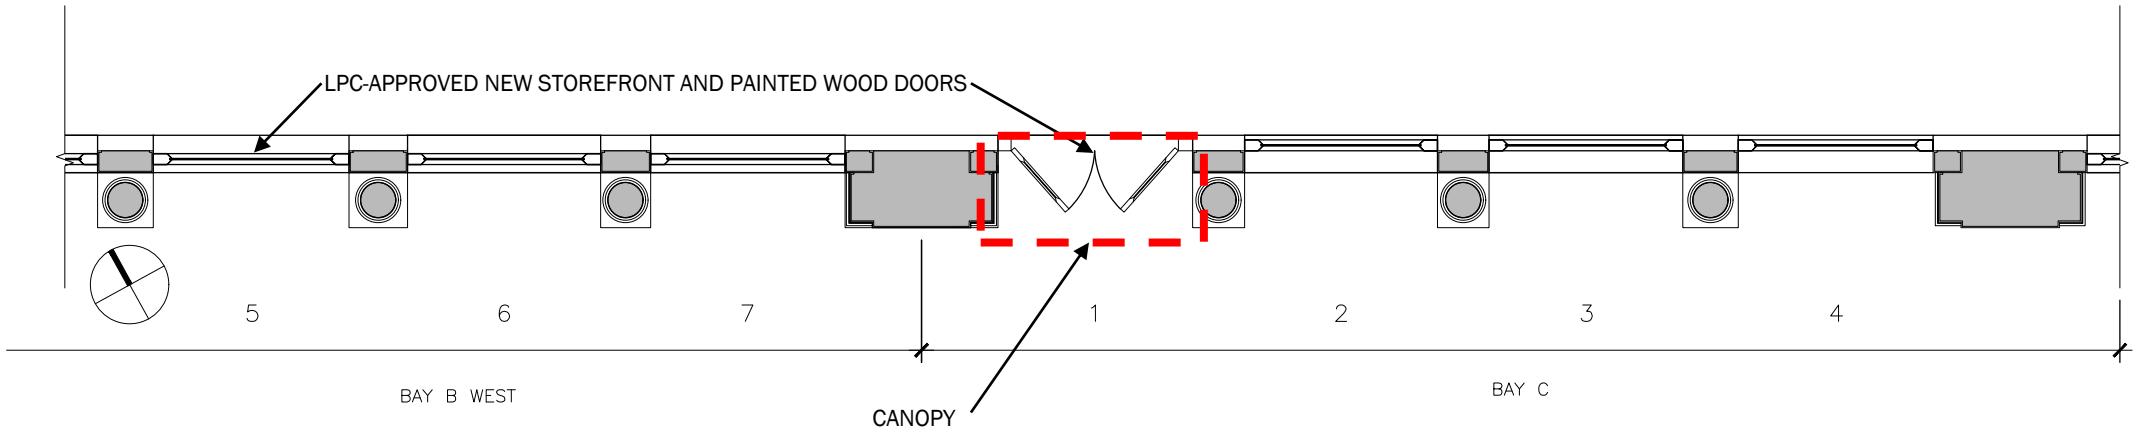 LPC-APPROVED NEW STOREFRONT AND PAINTED WOOD DOORS
5 6 7 1 2 3 4
BAY B WEST
BAY C
CANOPY